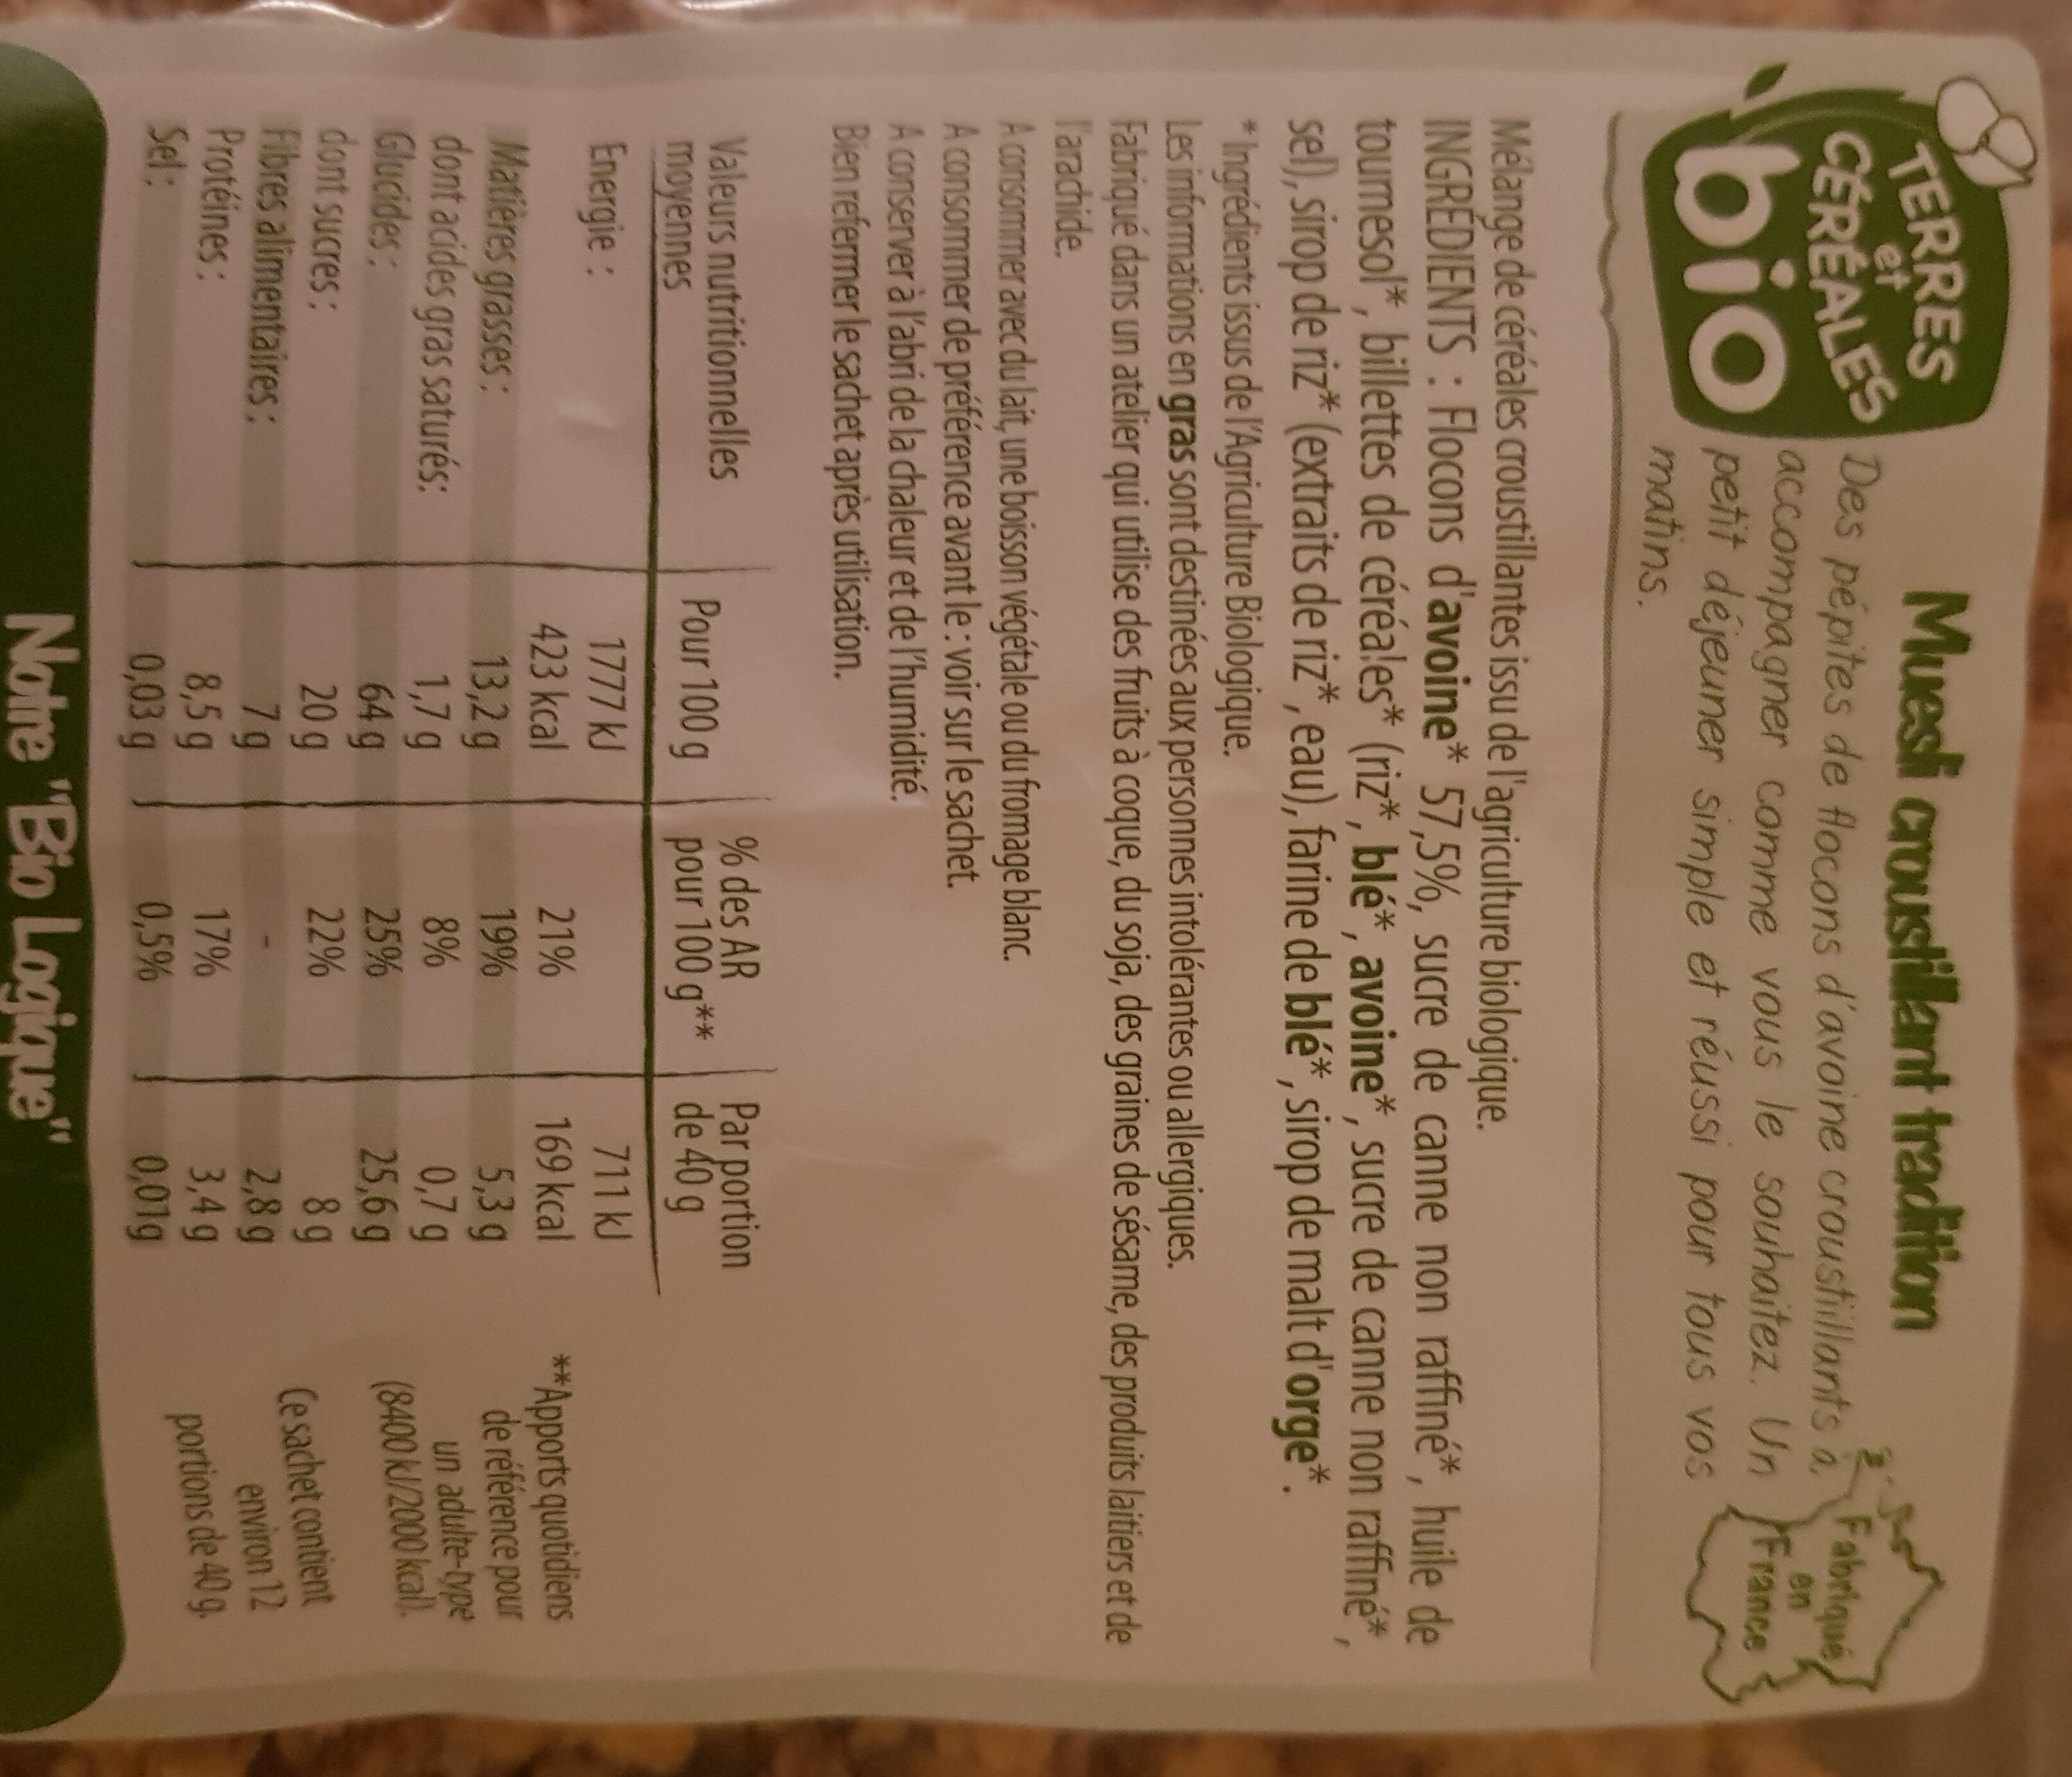 TERRES
et
CÉRÉALES
bio
Muesli croustillant tradition
Des pépites de flocons d'avoine croustillants à
accompagner comme vous le souhaitez. Un
petit déjeuner simple et réussi pour tous vos
matins.
Fabriqué
en
France
Mélange de céréales croustillantes issu de l'agriculture biologique.
INGRÉDIENTS : Flocons d'avoine* 57,5%, sucre de canne non raffiné*, huile de
tournesol*, billettes de céréales* (riz*, blé*, avoine*, sucre de canne non raffiné*,
sel), sirop de riz* (extraits de riz*, eau), farine de blé*, sirop de malt d'orge*.
*Ingrédients issus de l'Agriculture Biologique.
Les informations en gras sont destinées aux personnes intolérantes ou allergiques.
Fabriqué dans un atelier qui utilise des fruits à coque, du soja, des graines de sésame, des produits laitiers et de
l'arachide.
A consommer avec du lait, une boisson végétale ou du fromage blanc.
A consommer de préférence avant le : voir sur le sachet.
A conserver à l'abri de la chaleur et de l'humidité.
Bien refermer le sachet après utilisation.
Valeurs nutritionnelles moyennes Pour 100 g % des AR pour 100 g** Par portion de 40 g
Energie : 1777 kJ 711 kJ
423 kcal 21% 169 kcal
Matières grasses : 13,2 g 19% 5,3 g
dont acides gras saturés: 1,7 g 8% 0,7 g
Glucides : 64 g 25% 25,6 g
dont sucres : 20 g 22% 8 g
Fibres alimentaires : 7 g - 2,8 g
Protéines : 8,5 g 17% 3,4 g
Sel : 0,03 g 0,5% 0,01g
**Apports quotidiens
de référence pour
un adulte-type
(8400 kJ/2000 kcal).
Ce sachet contient
environ 12
portions de 40 g.
Notre "Bio Logique"